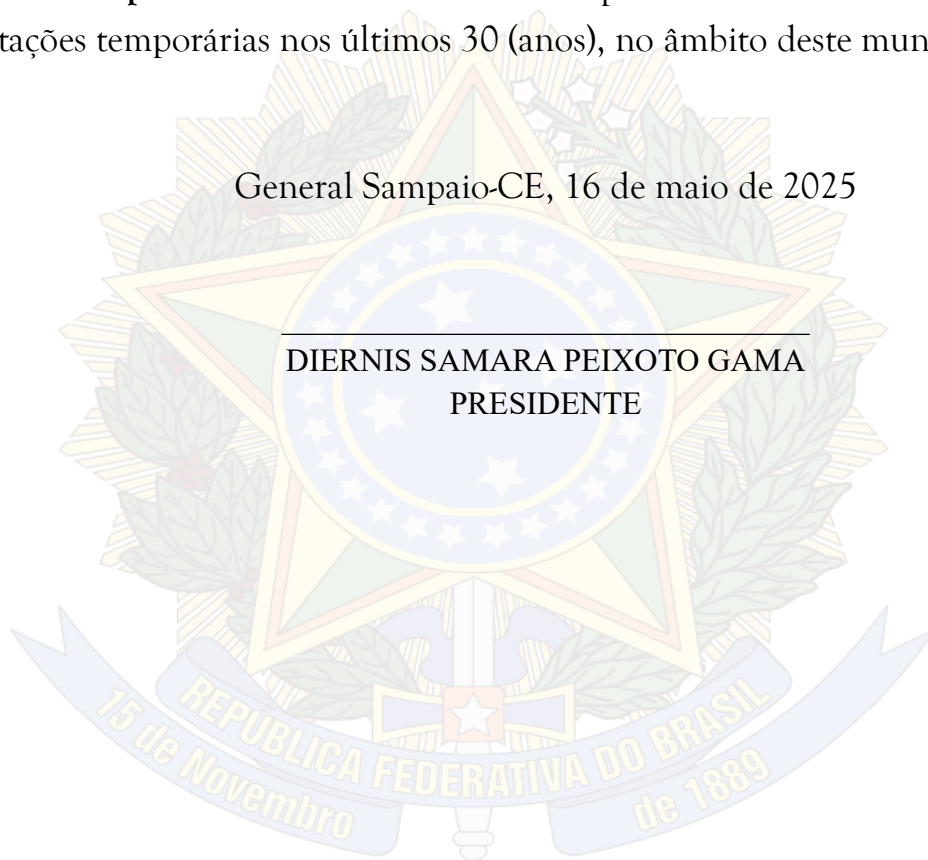 tações temporárias nos últimos 30 (anos), no âmbito deste mun
General Sampaio-CE, 16 de maio de 2025
DIERNIS SAMARA PEIXOTO GAMA
PRESIDENTE
REPÚBLICA FEDERATIVA DO BRASIL
15 de Novembro de 1889